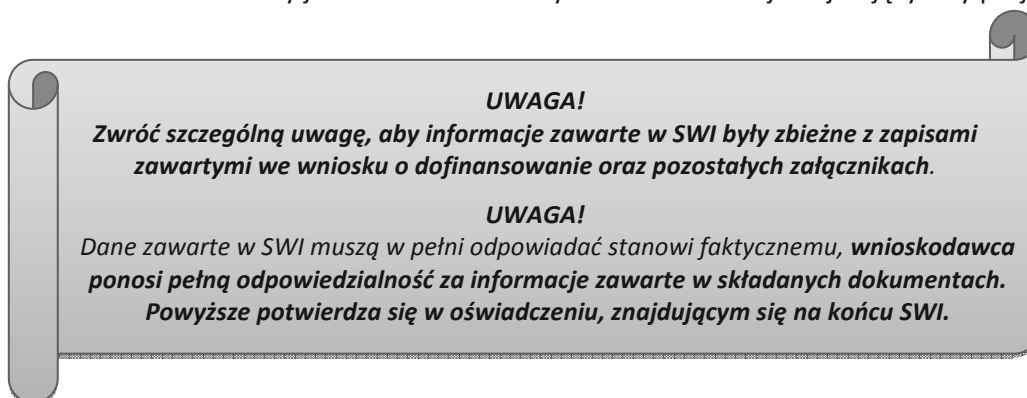 UWAGA!
Zwróć szczególną uwagę, aby informacje zawarte w SWI były zbieżne z zapisami
zawartymi we wniosku o dofinansowanie oraz pozostałych załącznikach.
UWAGA!
Dane zawarte w SWI muszą w pełni odpowiadać stanowi faktycznemu, wnioskodawca
ponosi pełną odpowiedzialność za informacje zawarte w składanych dokumentach.
Powyższe potwierdza się w oświadczeniu, znajdującym się na końcu SWI.